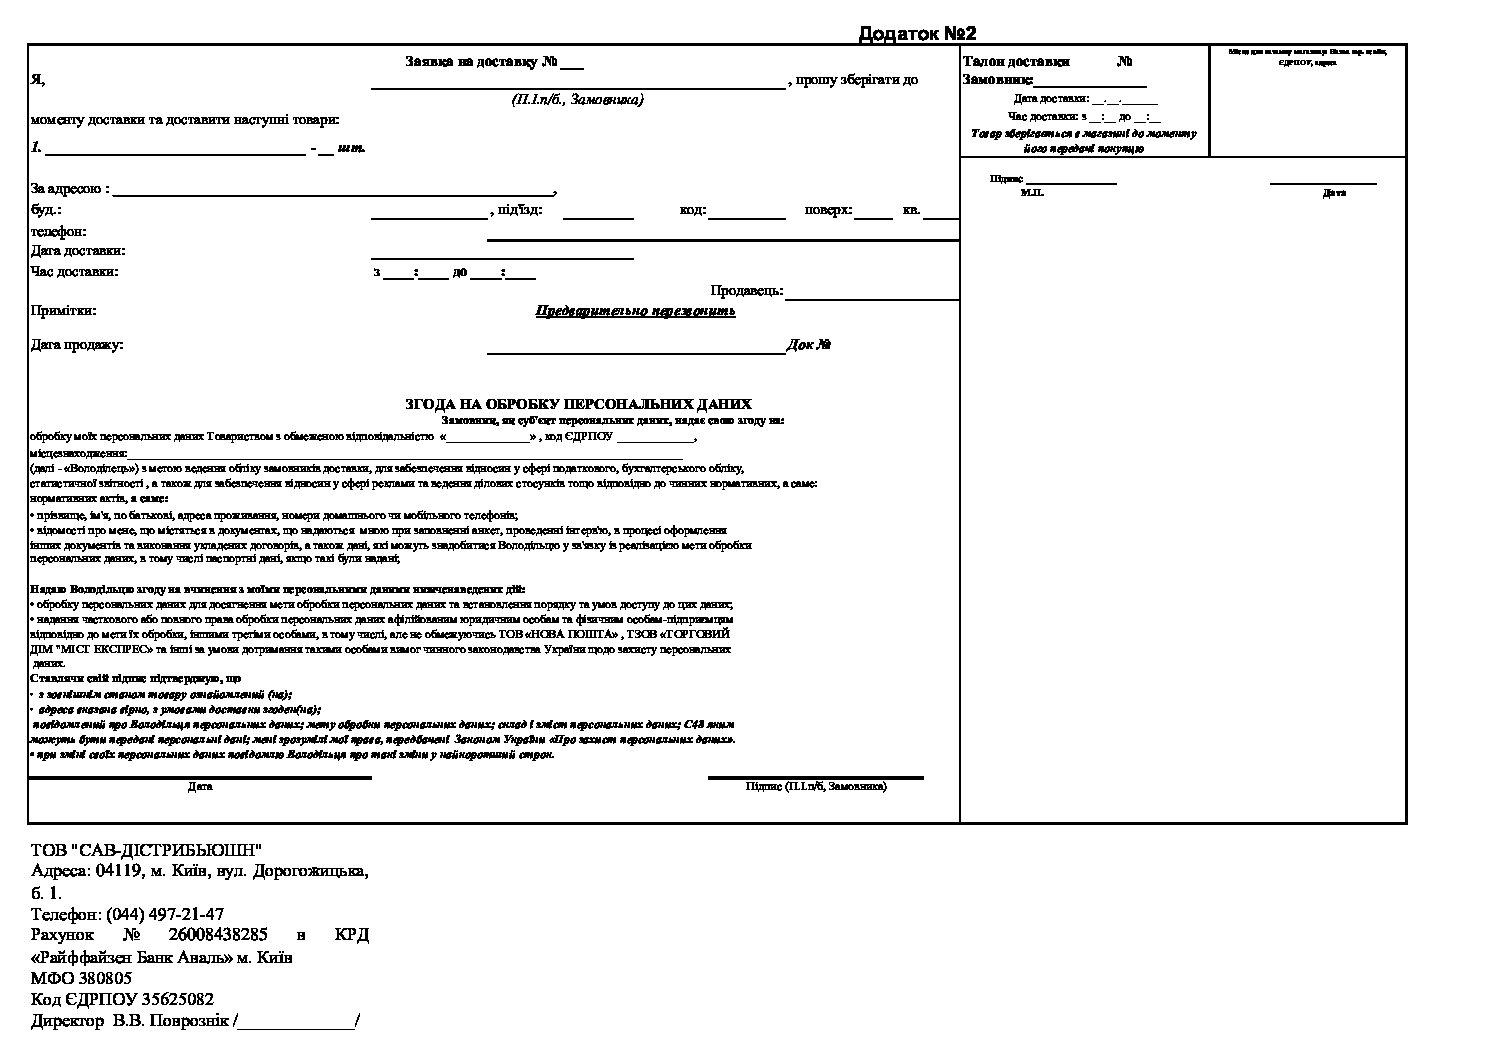 Додаток №2
Заявка на доставку № ___
Я, ____________________ , прошу зберігати до
(П.І.п/б., Замовника)
моменту доставки та доставити наступні товари:
1. ____________________ - __ шт.
За адресою : ____________________,
буд.: __________ , під'їзд: ______ код: ______ поверх: ____ кв. ____
телефон:
Дата доставки:
Час доставки: з ____:____ до ____:____
Продавець:
Примітки: Предварительно перезвонить
Дата продажу: ____________________ Док №
Талон доставки №
Замовник:________________
Дата доставки: __.__.______
Час доставки: з __:__ до __:__
Товар зберігається в магазині до моменту
його передачі покупцю
Місце для штампу магазину: Назва юр. особи,
ЄДРПОУ, адреса
Підпис ______________
М.П. Дата
ЗГОДА НА ОБРОБКУ ПЕРСОНАЛЬНИХ ДАНИХ
Замовник, як суб'єкт персональних даних, надає свою згоду на:
обробку моїх персональних даних Товариством з обмеженою відповідальністю «______________» , код ЄДРПОУ _____________,
місцезнаходження:____________________
(далі - «Володілець») з метою ведення обліку замовників доставки, для забезпечення відносин у сфері податкового, бухгалтерського обліку,
статистичної звітності , а також для забезпечення відносин у сфері реклами та ведення ділових стосунків тощо відповідно до чинних нормативних, а саме:
нормативних актів, а саме:
• прізвище, ім'я, по батькові, адреса проживання, номери домашнього чи мобільного телефонів;
• відомості про мене, що містяться в документах, що надаються мною при заповненні анкет, проведенні інтерв'ю, в процесі оформлення
інших документів та виконання укладених договорів, а також дані, які можуть знадобитися Володільцю у зв'язку із реалізацією мети обробки
персональних даних, в тому числі паспортні дані, якщо такі були надані;
Надаю Володільцю згоду на вчинення з моїми персональними даними нижченаведених дій:
• обробку персональних даних для досягнення мети обробки персональних даних та встановлення порядку та умов доступу до цих даних;
• надання часткового або повного права обробки персональних даних афілійованим юридичним особам та фізичним особам-підприємцям
відповідно до мети їх обробки, іншими третіми особами, в тому числі, але не обмежуючись ТОВ «НОВА ПОШТА» , ТЗОВ «ТОРГОВИЙ
ДІМ "МІСТ ЕКСПРЕС» та інші за умови дотримання такими особами вимог чинного законодавства України щодо захисту персональних
даних.
Ставлячи свій підпис підтверджую, що
• з зовнішнім станом товару ознайомлений (на);
• адреса вказана вірно, з умовами доставки згоден(на);
повідомлений про Володільця персональних даних; мету обробки персональних даних; склад і зміст персональних даних; С48 яким
можуть бути передані персональні дані; мені зрозумілі мої права, передбачені Законом України «Про захист персональних даних».
• при зміні своїх персональних даних повідомлю Володільця про такі зміни у найкоротший строк.
Дата Підпис (П.І.п/б, Замовника)
ТОВ "САВ-ДІСТРИБЬЮШН"
Адреса: 04119, м. Київ, вул. Дорогожицька,
б. 1.
Телефон: (044) 497-21-47
Рахунок № 26008438285 в КРД
«Райффайзен Банк Аваль» м. Київ
МФО 380805
Код ЄДРПОУ 35625082
Директор В.В. Поврознік /_____________/